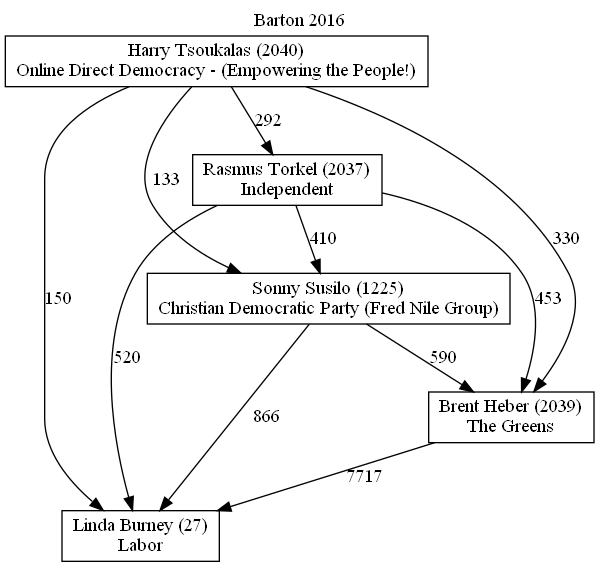 Barton 2016
Harry Tsoukalas (2040)
Online Direct Democracy - (Empowering the People!)
292
Rasmus Torkel (2037)
Independent
133
410
330
Sonny Susilo (1225)
Christian Democratic Party (Fred Nile Group)
150
453
520
590
866
Brent Heber (2039)
The Greens
7717
Linda Burney (27)
Labor